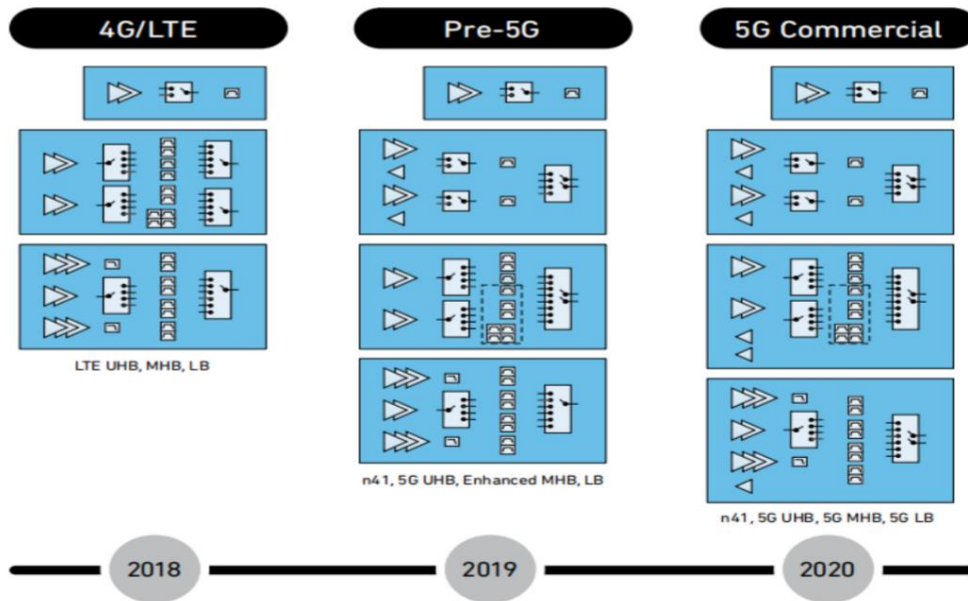 4G/LTE
Pre-5G
5G Commercial
LTE UHB, MHB, LB
n41, 5G UHB, Enhanced MHB, LB
n41, 5G UHB, 5G MHB, 5G LB
2018
2019
2020